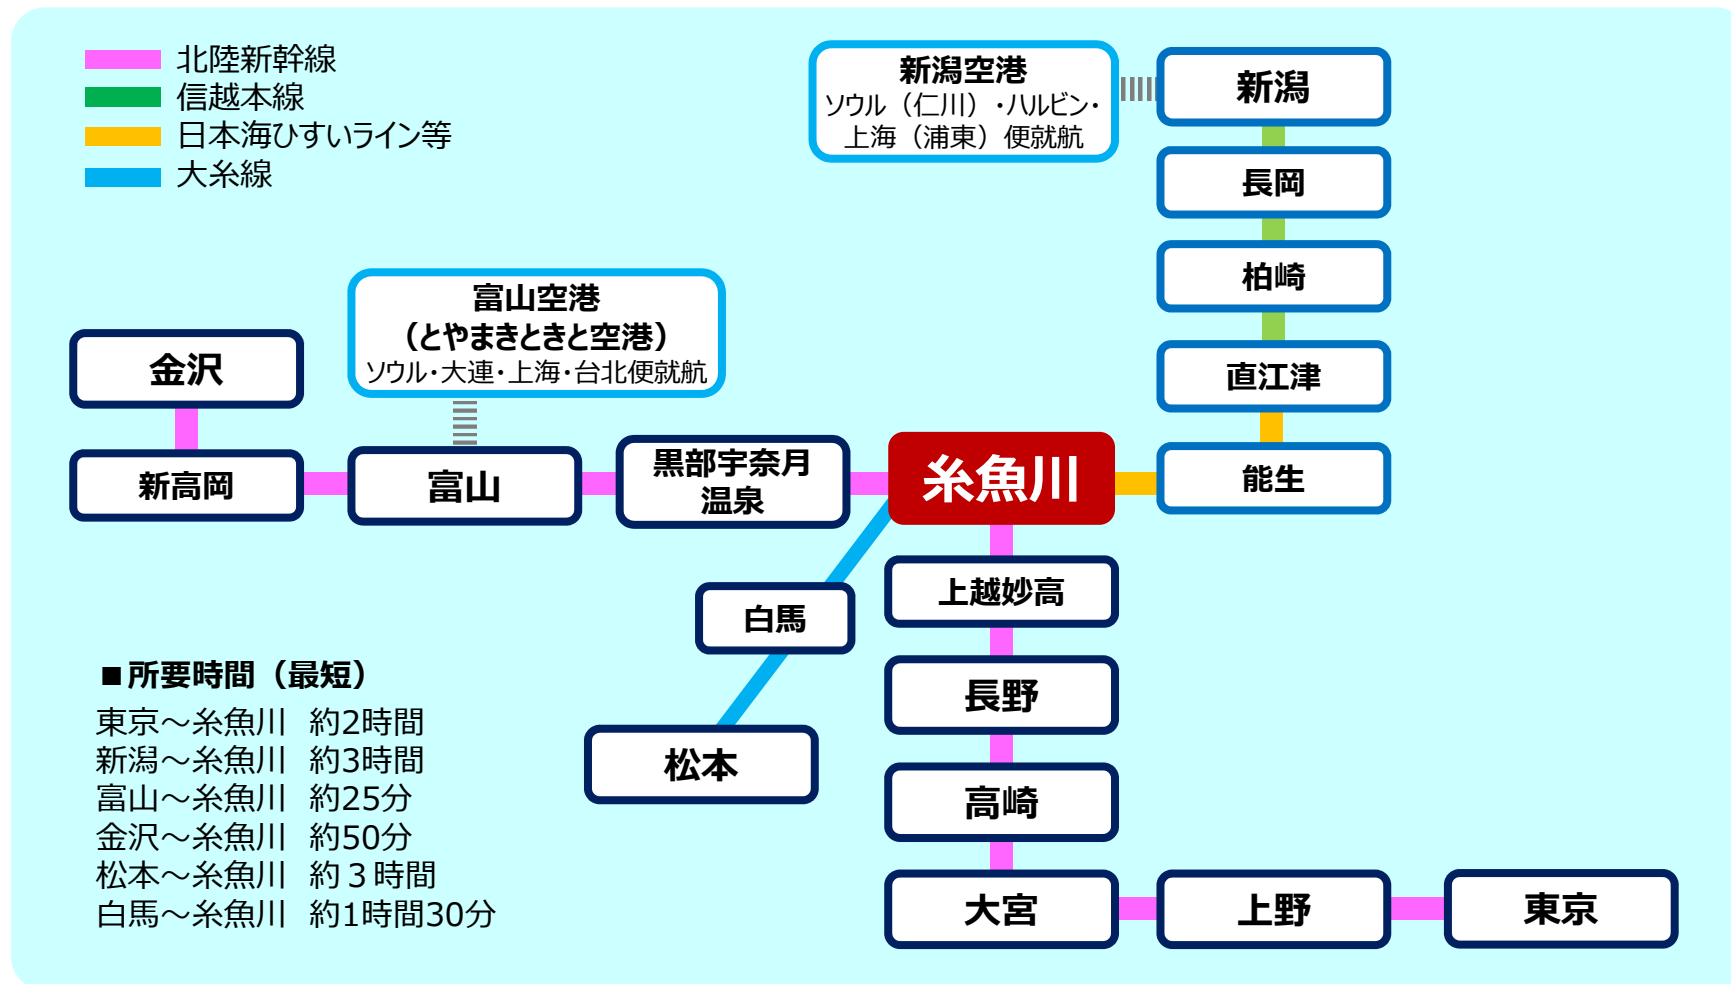 北陸新幹線
信越本線
日本海ひすいライン等
大糸線
新潟空港
ソウル（仁川）・ハルビン・
上海（浦東）便就航
新潟
長岡
柏崎
直江津
能生
富山空港
（とやまきときと空港）
ソウル・大連・上海・台北便就航
金沢
新高岡
富山
黒部宇奈月
温泉
糸魚川
上越妙高
長野
高崎
大宮
上野
東京
白馬
松本
■所要時間（最短）
東京～糸魚川 約2時間
新潟～糸魚川 約3時間
富山～糸魚川 約25分
金沢～糸魚川 約50分
松本～糸魚川 約３時間
白馬～糸魚川 約1時間30分